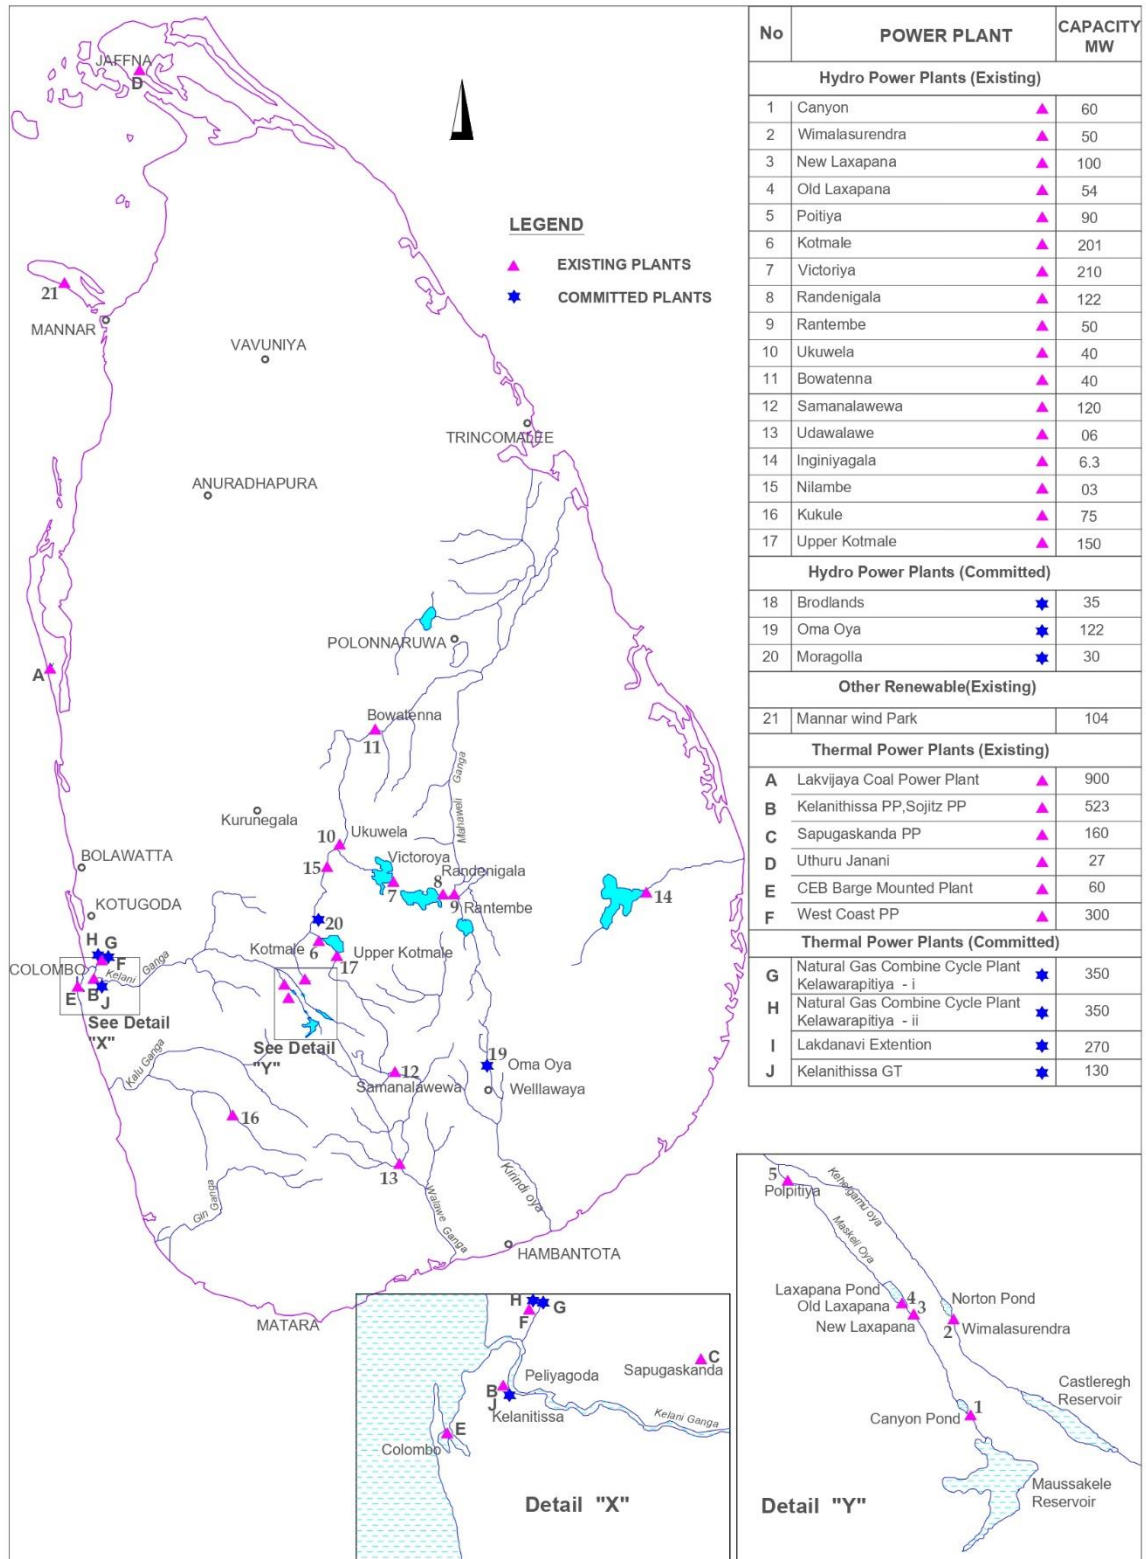 JAFFNA
D
LEGEND
EXISTING PLANTS
COMMITTED PLANTS
21
MANNAR
VAVUNIYA
TRINCOMALEE
ANURADHAPURA
POLONNARUWA
A
Bowatenna
11
Mahaweli Ganga
Kurunegala
10 Ukuwela
BOLAWATTA
15
Victoroya
Randenigala
7
8
9 Rantembe
14
KOTUGODA
20
H G
F
Kotmale 6
Upper Kotmale
17
COLOMBO
Kelani Ganga
E B J
See Detail
"X"
See Detail
"Y"
19
Oma Oya
Kalu Ganga
12
Samanalawewa
Welllawaya
16
13
Gin Ganga
Walawe Ganga
Kirindi oya
HAMBANTOTA
MATARA
No POWER PLANT CAPACITY
MW
Hydro Power Plants (Existing)
1 Canyon 60
2 Wimalasurendra 50
3 New Laxapana 100
4 Old Laxapana 54
5 Poitiya 90
6 Kotmale 201
7 Victoriya 210
8 Randenigala 122
9 Rantembe 50
10 Ukuwela 40
11 Bowatenna 40
12 Samanalawewa 120
13 Udawalawe 06
14 Inginiyagala 6.3
15 Nilambe 03
16 Kukule 75
17 Upper Kotmale 150
Hydro Power Plants (Committed)
18 Brodlands 35
19 Oma Oya 122
20 Moragolla 30
Other Renewable(Existing)
21 Mannar wind Park 104
Thermal Power Plants (Existing)
A Lakvijaya Coal Power Plant 900
B Kelanithissa PP,Sojitz PP 523
C Sapugaskanda PP 160
D Uthuru Janani 27
E CEB Barge Mounted Plant 60
F West Coast PP 300
Thermal Power Plants (Committed)
G Natural Gas Combine Cycle Plant
Kelawarapitiya - i 350
H Natural Gas Combine Cycle Plant
Kelawarapitiya - ii 350
I Lakdanavi Extention 270
J Kelanithissa GT 130
H G
F
C
Sapugaskanda
Peliyagoda
B
J
Kelanitissa
Kelani Ganga
E
Colombo
Detail "X"
5
Polpitiya
Kehelgamu oya
Maskeli Oya
Laxapana Pond
4
Old Laxapana
3
New Laxapana
Norton Pond
2 Wimalasurendra
Castleregh
Reservoir
Canyon Pond
1
Maussakele
Reservoir
Detail "Y"